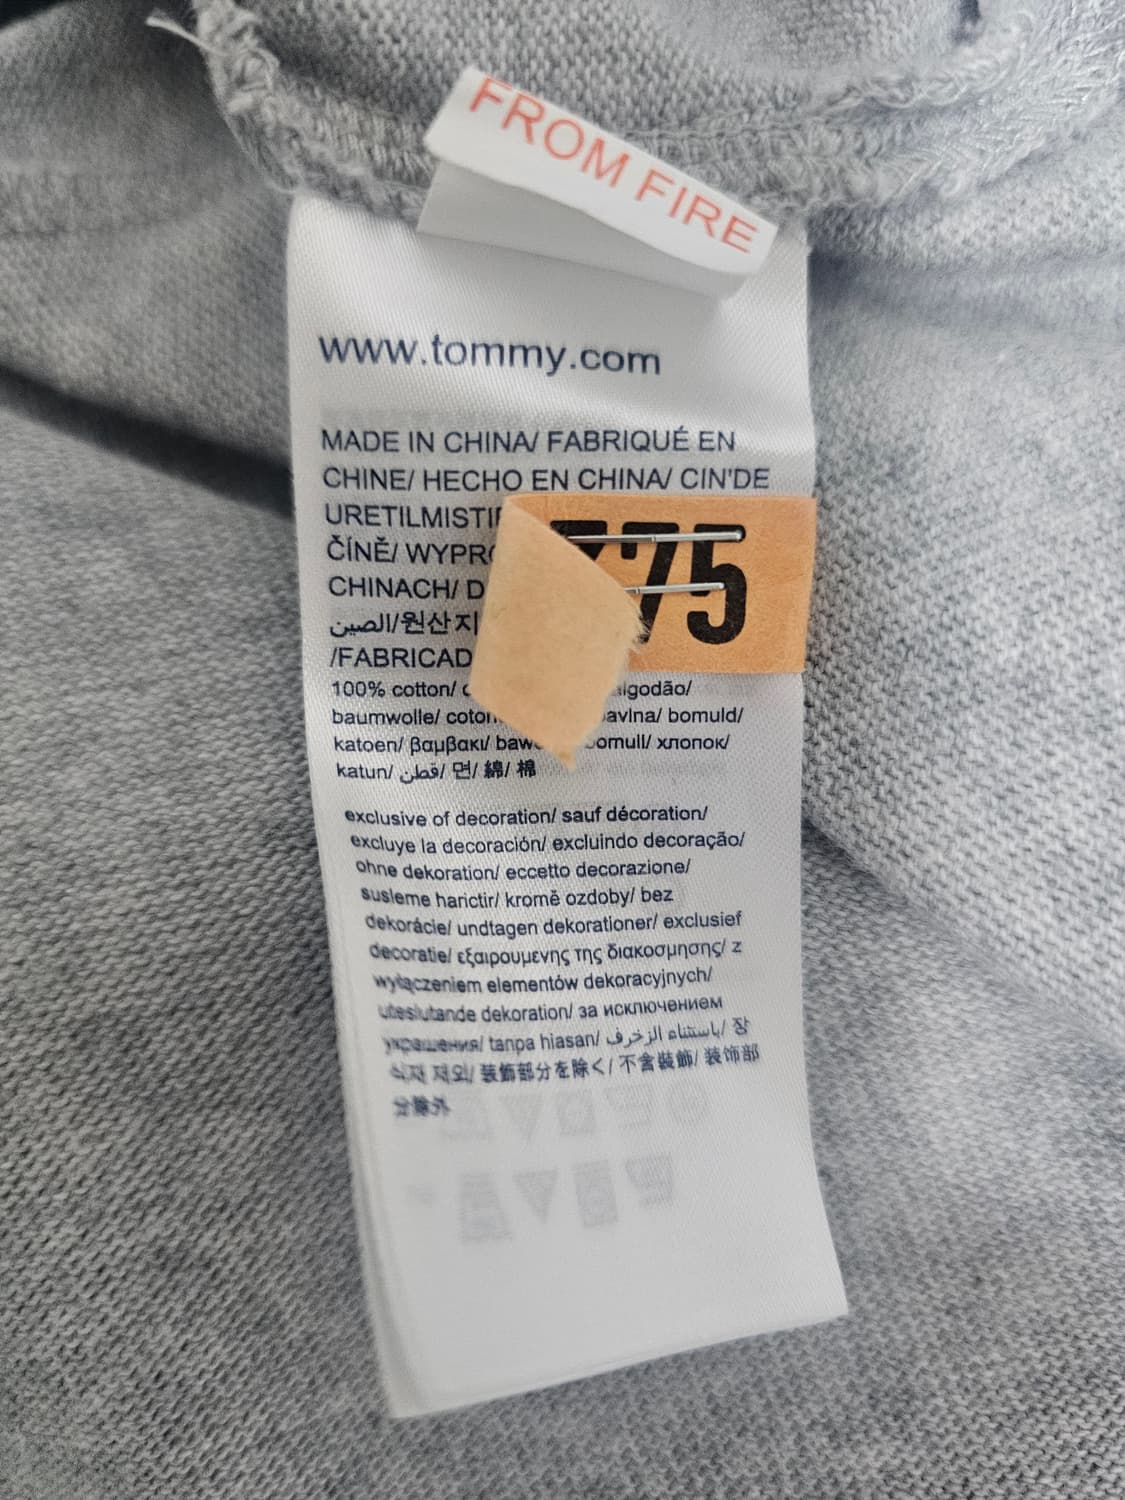 FROM FIRE
www.tommy.com
MADE IN CHINA/ FABRIQUÉ EN
CHINE/ HECHO EN CHINA/ CIN'DE
URETILMISTIR
ČÍNĚ/ WYPRO
CHINACH/ D
الصين/원산지
/FABRICAD
75
100% cotton/ algodão/
baumwolle/ coton bavlna/ bomuld/
katoen/ βαμβακι/ bawe bomull/ хлопок/
katun/ قطن/ 면/ 綿/ 棉
exclusive of decoration/ sauf décoration/
excluye la decoración/ excluindo decoração/
ohne dekoration/ eccetto decorazione/
susleme harictir/ kromě ozdoby/ bez
dekorácie/ undtagen dekorationer/ exclusief
decoratie/ εξαιρουμενης της διακοσμησης/ z
wyłączeniem elementów dekoracyjnych/
uteslutande dekoration/ за исключением
украшения/ tanpa hiasan/ باستثناء الزخرف/ 장
식자 제외/ 装飾部分を除く/ 不含裝飾/ 装饰部
分除外